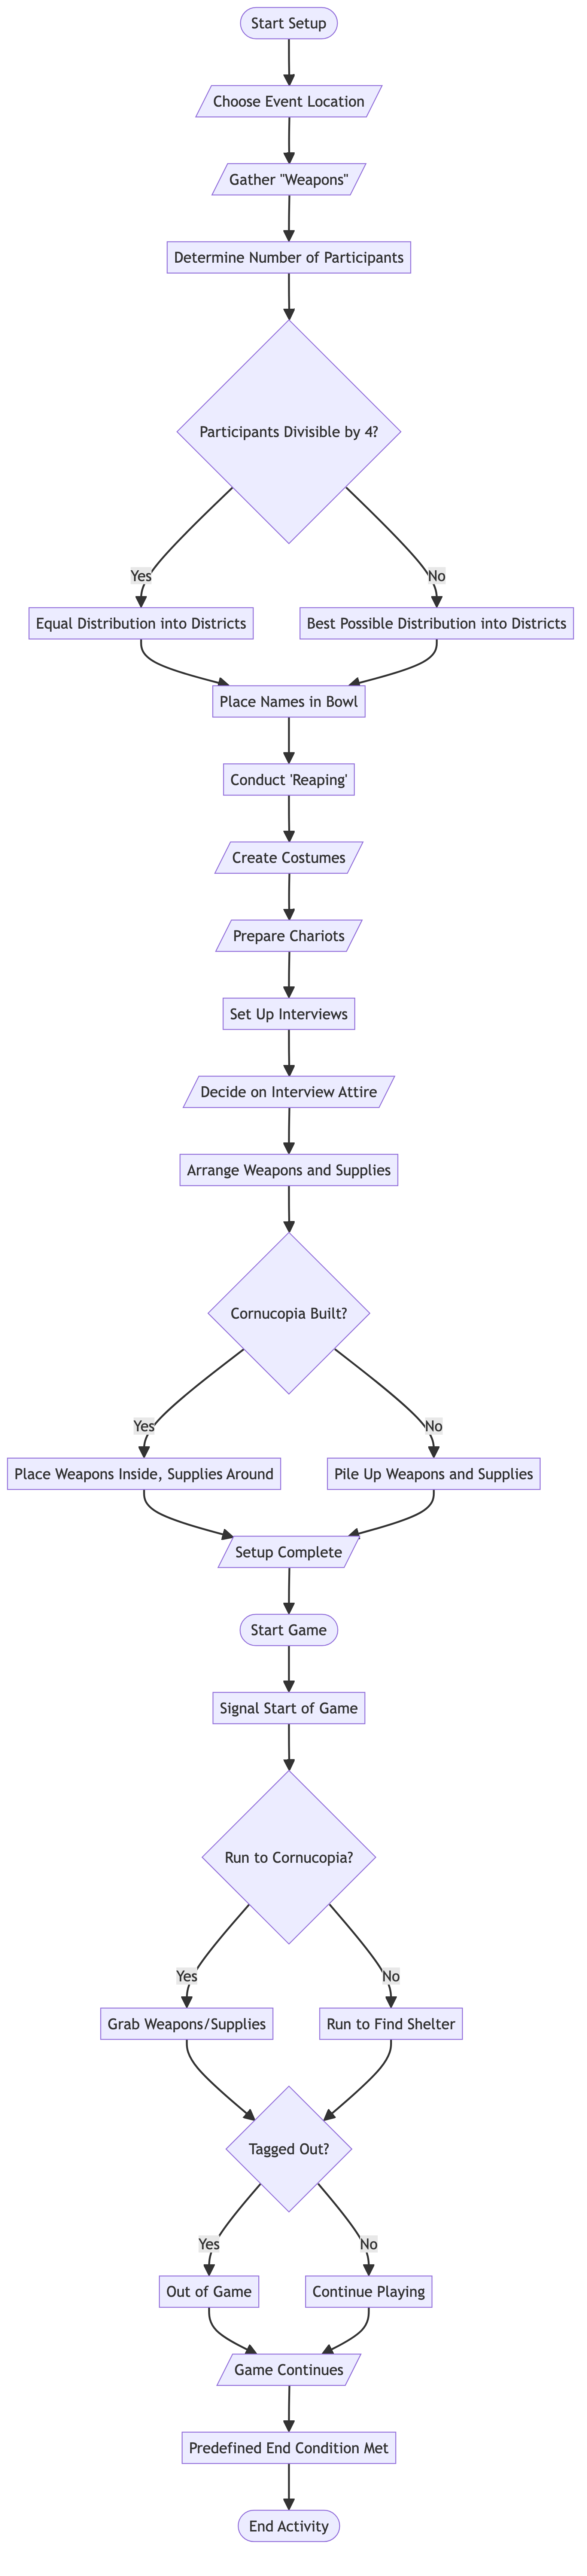 Start Setup
Choose Event Location
Gather "Weapons"
Determine Number of Participants
Participants Divisible by 4?
Yes
No
Equal Distribution into Districts
Best Possible Distribution into Districts
Place Names in Bowl
Conduct 'Reaping'
Create Costumes
Prepare Chariots
Set Up Interviews
Decide on Interview Attire
Arrange Weapons and Supplies
Cornucopia Built?
Yes
No
Place Weapons Inside, Supplies Around
Pile Up Weapons and Supplies
Setup Complete
Start Game
Signal Start of Game
Run to Cornucopia?
Yes
No
Grab Weapons/Supplies
Run to Find Shelter
Tagged Out?
Yes
No
Out of Game
Continue Playing
Game Continues
Predefined End Condition Met
End Activity